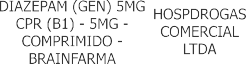 DIAZEPAM (GEN) 5MG
CPR (B1) - 5MG -
COMPRIMIDO -
BRAINFARMA
HOSPDROGAS
COMERCIAL
LTDA